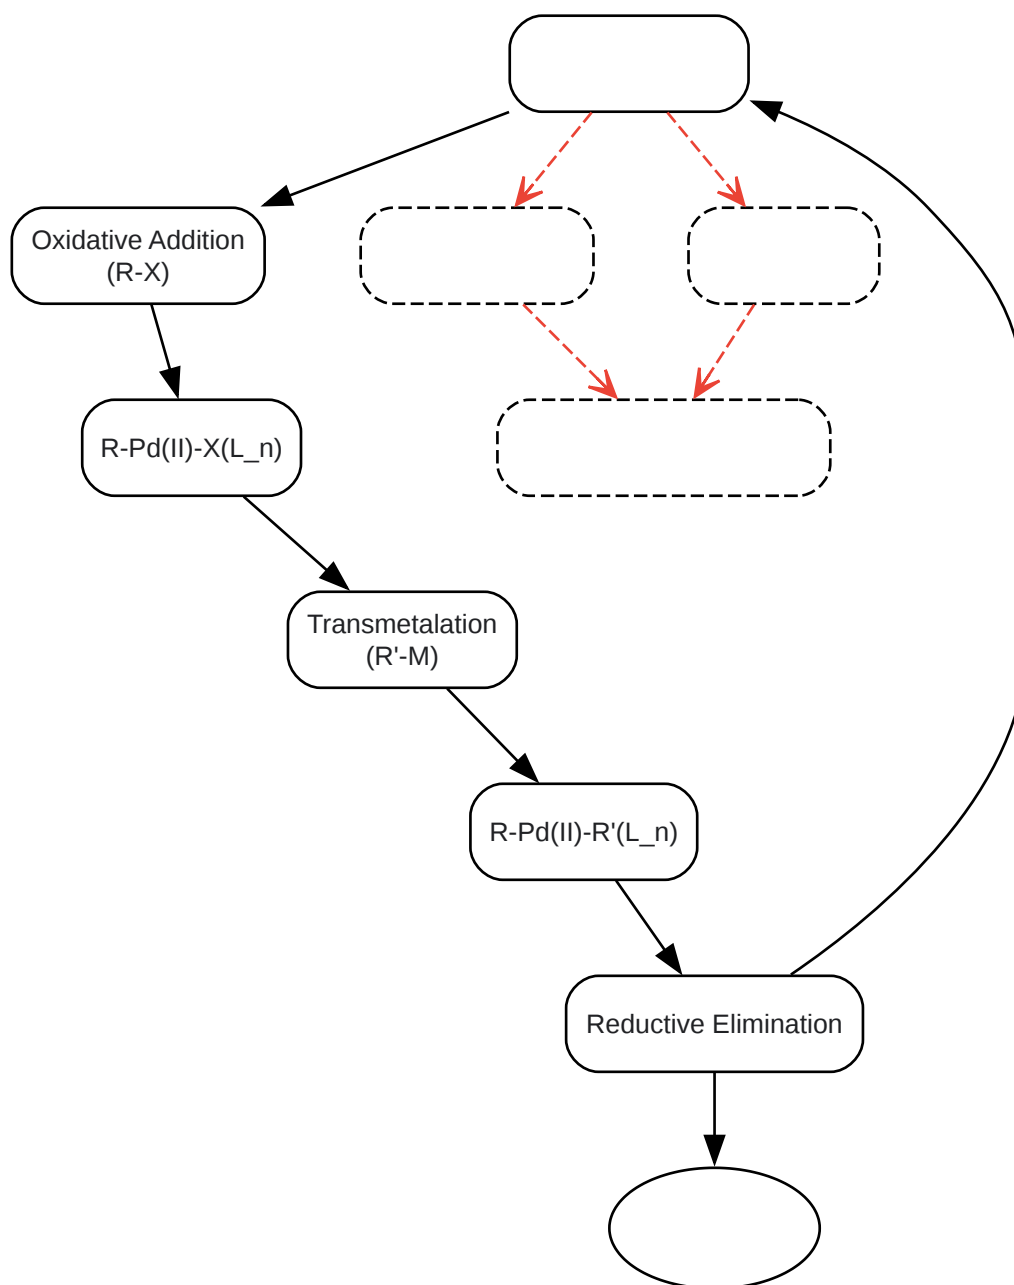 Oxidative Addition
(R-X)
R-Pd(II)-X(L_n)
Transmetalation
(R'-M)
R-Pd(II)-R'(L_n)
Reductive Elimination